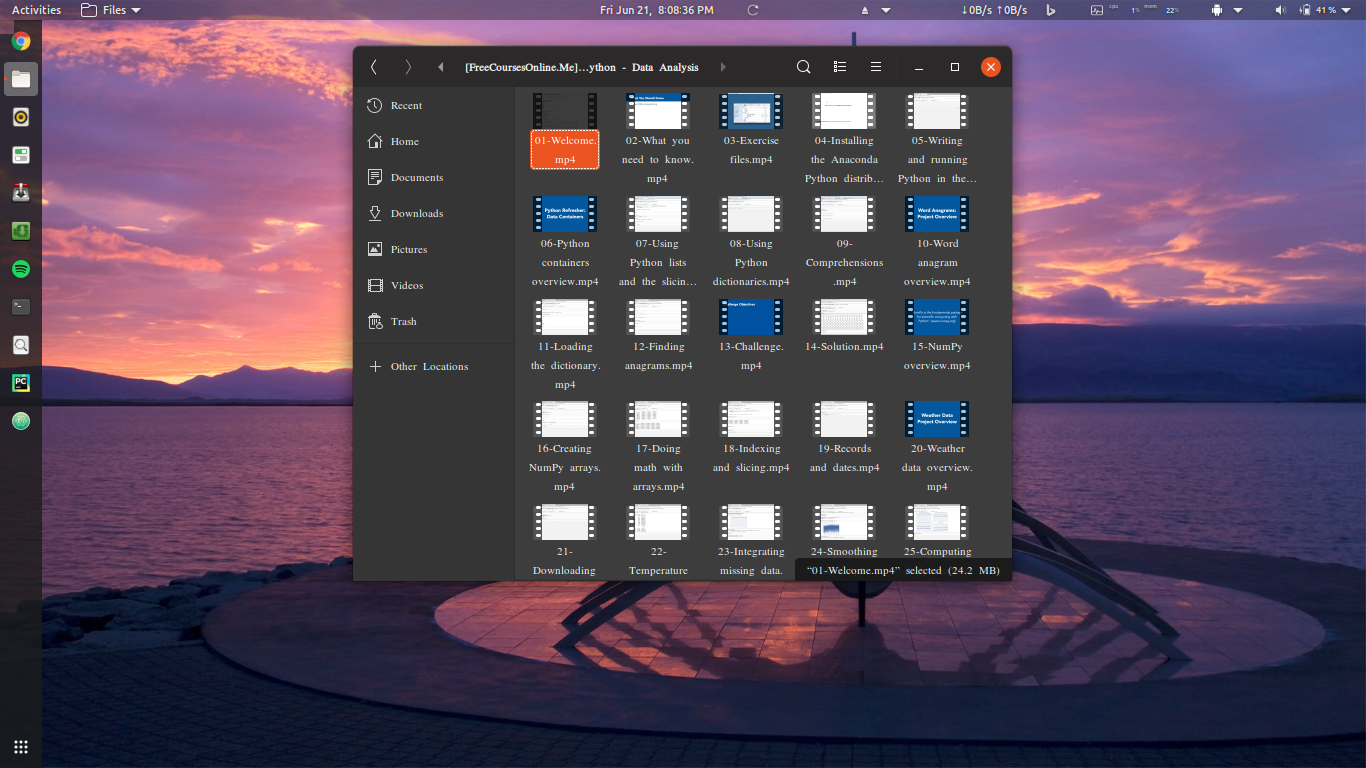 Activities Files Fri Jun 21, 8:08:36 PM ↓0B/s ↑0B/s cpu 1% mem 22% 41 %
[FreeCoursesOnline.Me]…ython - Data Analysis
Recent
Home
Documents
Downloads
Pictures
Videos
Trash
Other Locations
01-Welcome.
mp4
02-What you
need to know.
mp4
03-Exercise
files.mp4
04-Installing
the Anaconda
Python distrib…
05-Writing
and running
Python in the…
Python Refresher:
Data Containers
06-Python
containers
overview.mp4
07-Using
Python lists
and the slicin…
08-Using
Python
dictionaries.mp4
09-
Comprehensions
.mp4
Word Anagrams:
Project Overview
10-Word
anagram
overview.mp4
11-Loading
the dictionary.
mp4
12-Finding
anagrams.mp4
13-Challenge.
mp4
14-Solution.mp4
15-NumPy
overview.mp4
16-Creating
NumPy arrays.
mp4
17-Doing
math with
arrays.mp4
18-Indexing
and slicing.mp4
19-Records
and dates.mp4
Weather Data
Project Overview
20-Weather
data overview.
mp4
21-
Downloading
22-
Temperature
23-Integrating
missing data.
24-Smoothing
25-Computing
“01-Welcome.mp4” selected (24.2 MB)
PC